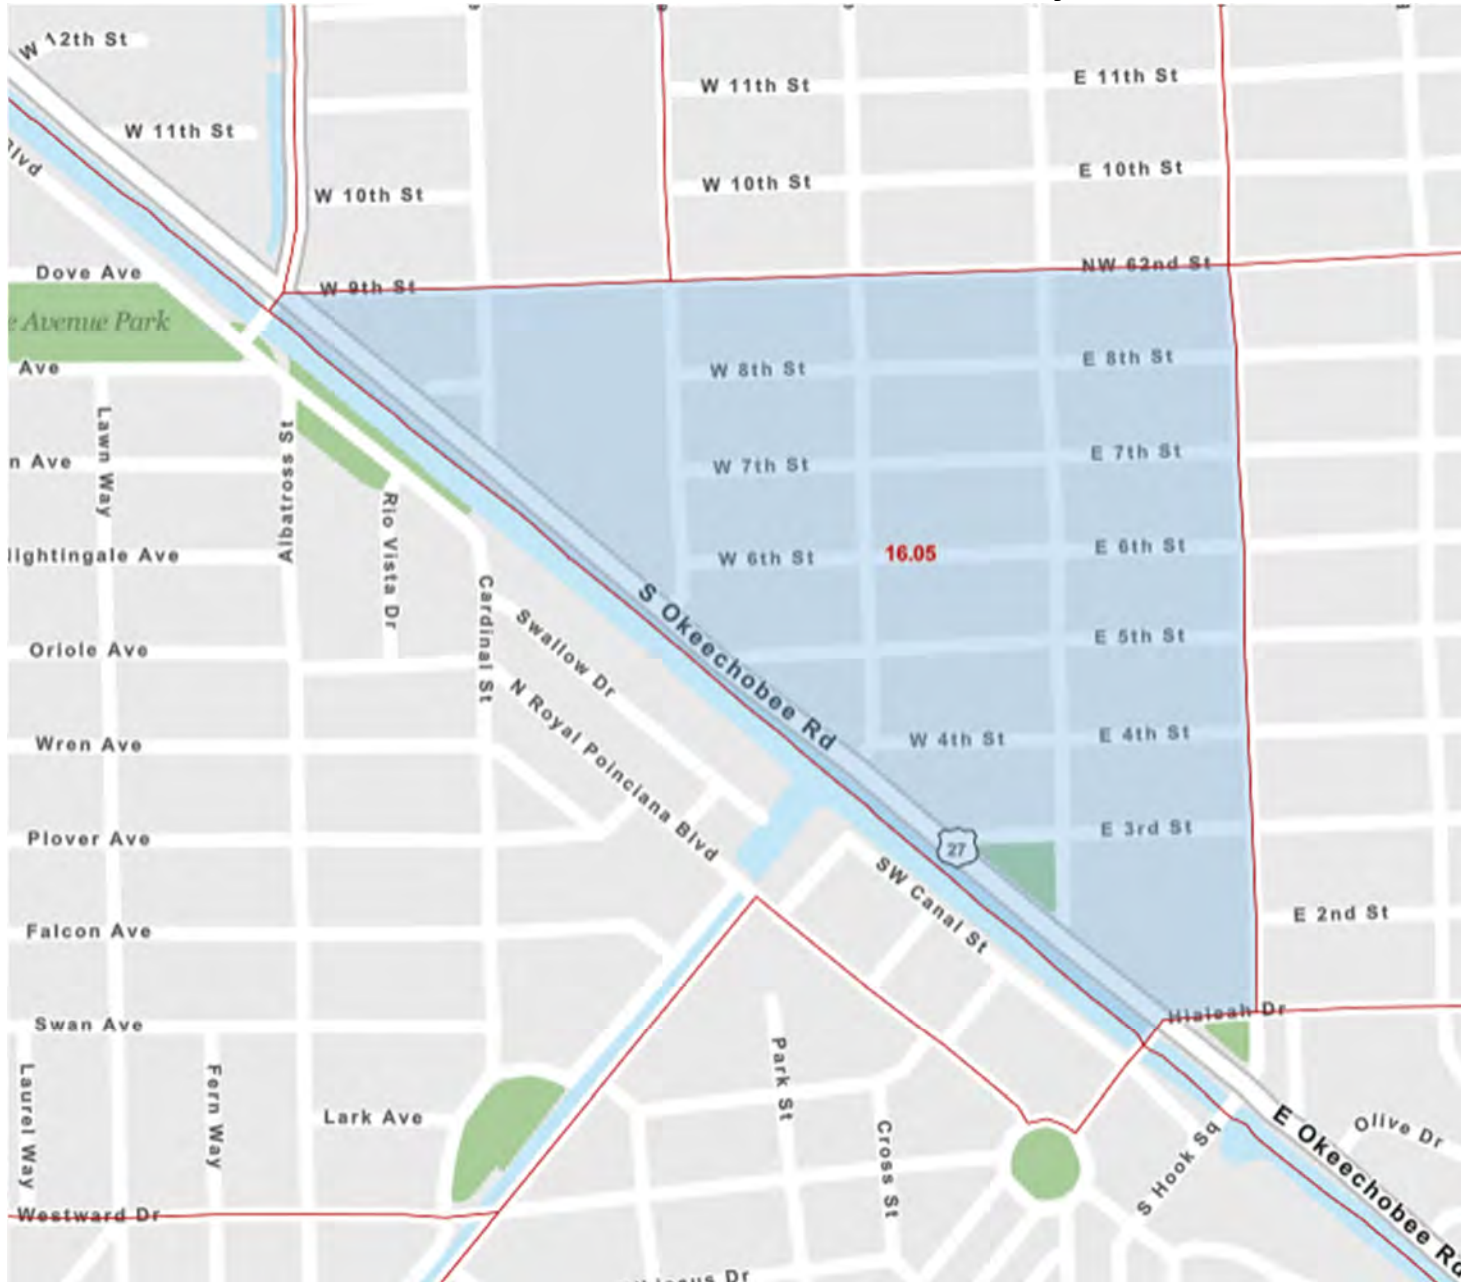 W 12th St
W 11th St
E 11th St
W 11th St
Blvd
E 10th St
W 10th St
W 10th St
NW 62nd St
Dove Ave
W 9th St
e Avenue Park
E 8th St
W 8th St
Ave
Lawn Way
Albatross St
E 7th St
n Ave
W 7th St
Rio Vista Dr
E 6th St
lightingale Ave
W 6th St
16.05
Cardinal St
S Okeechobee Rd
Swallow Dr
E 5th St
Oriole Ave
N Royal Poinciana Blvd
E 4th St
W 4th St
Wren Ave
E 3rd St
Plover Ave
27
SW Canal St
E 2nd St
Falcon Ave
Hialeah Dr
Swan Ave
Park St
Laurel Way
Fern Way
Lark Ave
Cross St
S Hook Sq
E Okeechobee Rd
Olive Dr
Westward Dr
iscus Dr